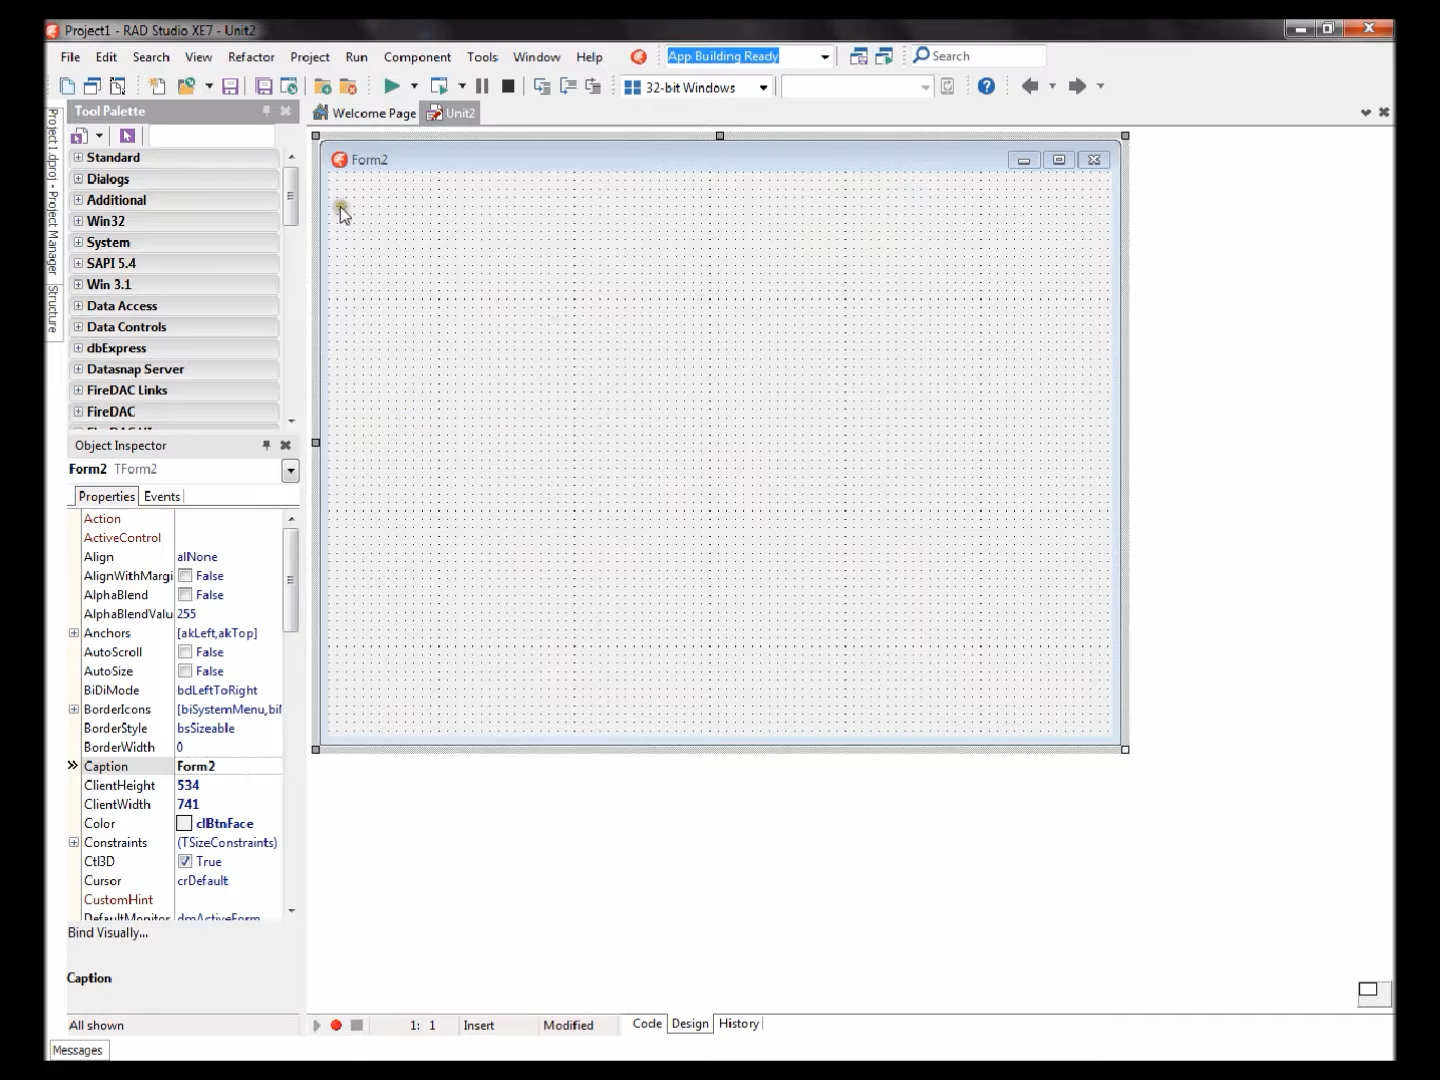 Project1 - RAD Studio XE7 - Unit2
File Edit Search View Refactor Project Run Component Tools Window Help
App Building Ready
Search
32-bit Windows
Tool Palette
Welcome Page
Unit2
Project1.dproj - Project Manager
Structure
Standard
Dialogs
Additional
Win32
System
SAPI 5.4
Win 3.1
Data Access
Data Controls
dbExpress
Datasnap Server
FireDAC Links
FireDAC
Form2
Object Inspector
Form2 TForm2
Properties Events
Action
ActiveControl
Align alNone
AlignWithMargi False
AlphaBlend False
AlphaBlendValu 255
Anchors [akLeft,akTop]
AutoScroll False
AutoSize False
BiDiMode bdLeftToRight
BorderIcons [biSystemMenu,bi
BorderStyle bsSizeable
BorderWidth 0
Caption Form2
ClientHeight 534
ClientWidth 741
Color clBtnFace
Constraints (TSizeConstraints)
Ctl3D True
Cursor crDefault
CustomHint
DefaultMonitor dmActiveForm
Bind Visually...
Caption
All shown
1: 1 Insert Modified Code Design History
Messages